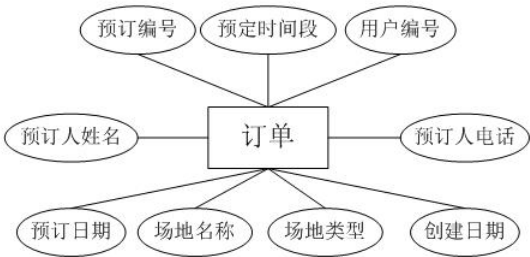 预订编号
预定时间段
用户编号
预订人姓名
订单
预订人电话
预订日期
场地名称
场地类型
创建日期